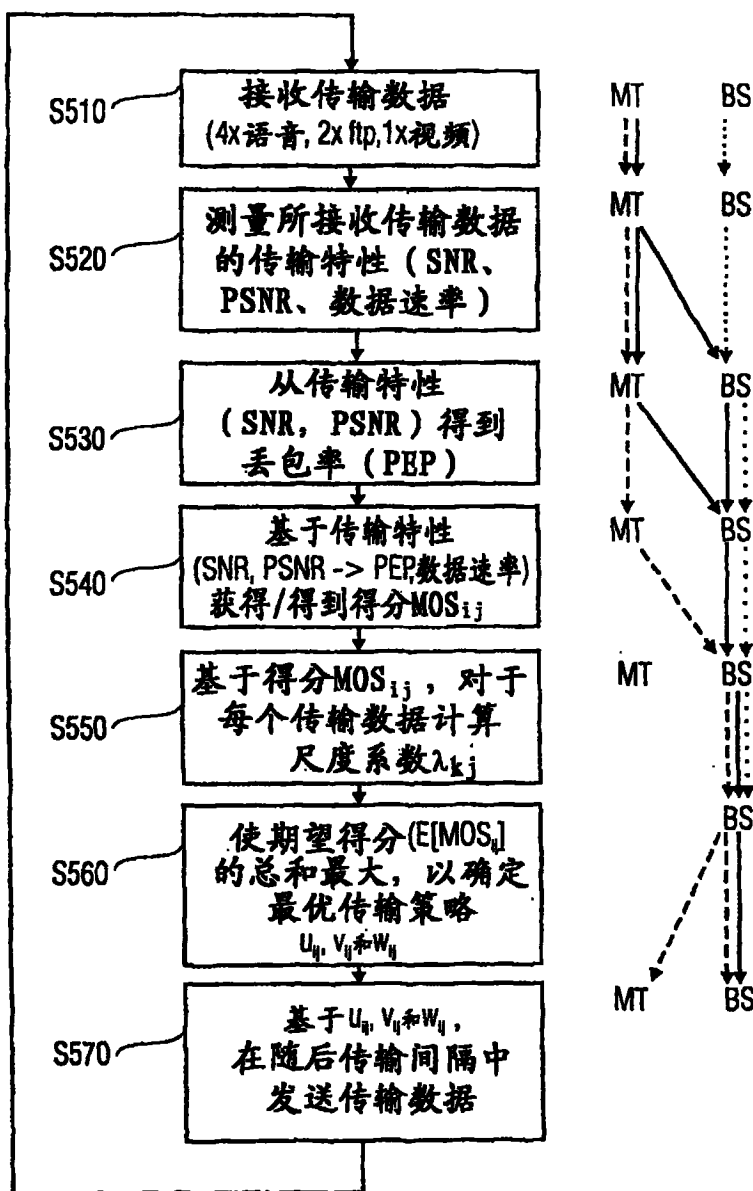 S510
接收传输数据
(4x语音, 2x ftp,1x视频)
MT BS
S520
测量所接收传输数据
的传输特性(SNR、
PSNR、数据速率)
MT BS
S530
从传输特性
(SNR, PSNR)得到
丢包率(PEP)
MT BS
S540
基于传输特性
(SNR, PSNR -> PEP,数据速率)
获得/得到得分MOSij
MT BS
S550
基于得分MOSij, 对于
每个传输数据计算
尺度系数λkj
MT BS
S560
使期望得分(E[MOSij]
的总和最大, 以确定
最优传输策略
Uij, Vij和Wij
BS
S570
基于Uij, Vij和Wij,
在随后传输间隔中
发送传输数据
MT BS